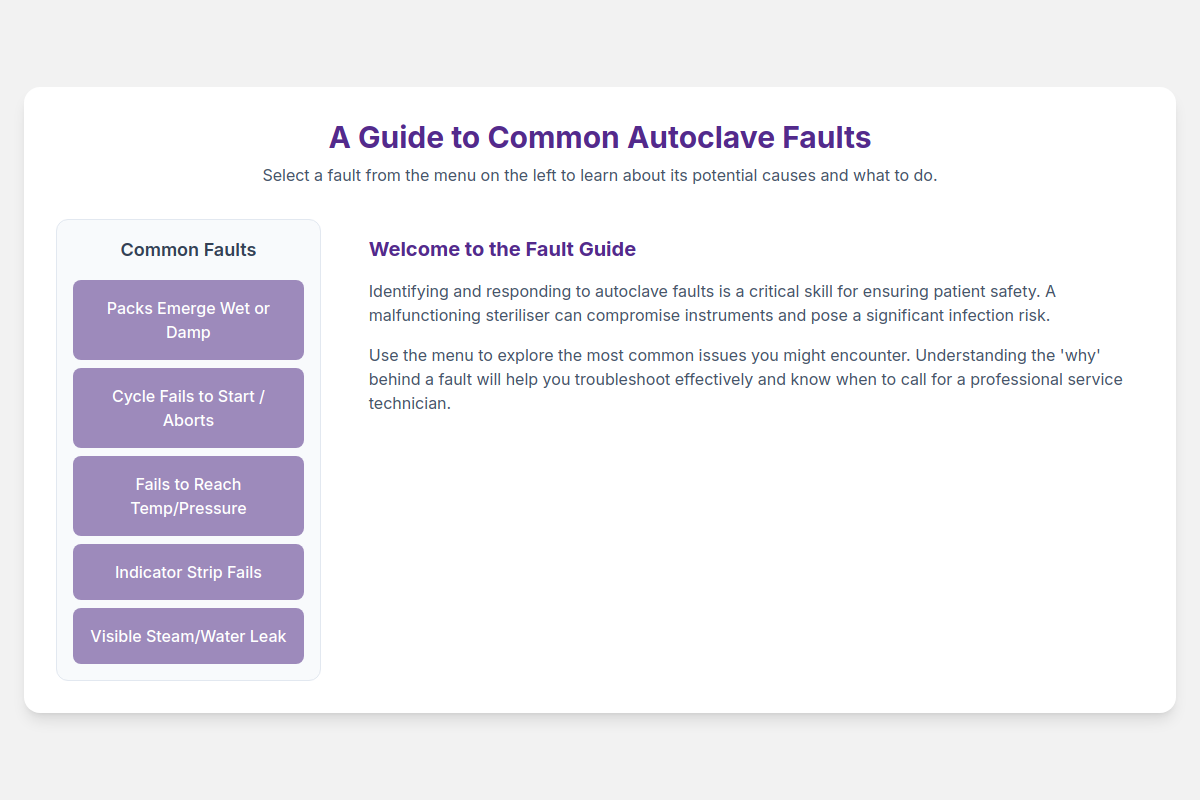 A Guide to Common Autoclave Faults
Select a fault from the menu on the left to learn about its potential causes and what to do.
Common Faults
Packs Emerge Wet or
Damp
Cycle Fails to Start /
Aborts
Fails to Reach
Temp/Pressure
Indicator Strip Fails
Visible Steam/Water Leak
Welcome to the Fault Guide
Identifying and responding to autoclave faults is a critical skill for ensuring patient safety. A
malfunctioning steriliser can compromise instruments and pose a significant infection risk.
Use the menu to explore the most common issues you might encounter. Understanding the 'why'
behind a fault will help you troubleshoot effectively and know when to call for a professional service
technician.